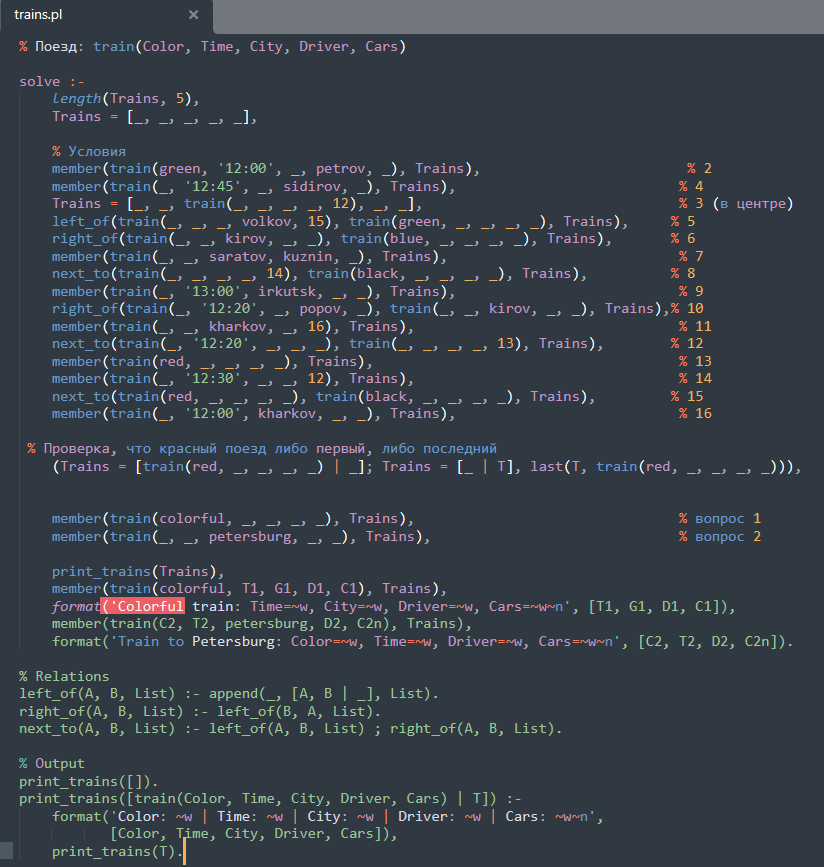 trains.pl ×
% Поезд: train(Color, Time, City, Driver, Cars)
solve :-
length(Trains, 5),
Trains = [_, _, _, _, _],
% Условия
member(train(green, '12:00', _, petrov, _), Trains), % 2
member(train(_, '12:45', _, sidirov, _), Trains), % 4
Trains = [_, _, train(_, _, _, _, 12), _, _], % 3 (в центре)
left_of(train(_, _, _, volkov, 15), train(green, _, _, _, _), Trains), % 5
right_of(train(_, _, kirov, _, _), train(blue, _, _, _, _), Trains), % 6
member(train(_, _, saratov, kuznin, _), Trains), % 7
next_to(train(_, _, _, _, 14), train(black, _, _, _, _), Trains), % 8
member(train(_, '13:00', irkutsk, _, _), Trains), % 9
right_of(train(_, '12:20', _, popov, _), train(_, _, kirov, _, _), Trains),% 10
member(train(_, _, kharkov, _, 16), Trains), % 11
next_to(train(_, '12:20', _, _, _), train(_, _, _, _, 13), Trains), % 12
member(train(red, _, _, _, _), Trains), % 13
member(train(_, '12:30', _, _, 12), Trains), % 14
next_to(train(red, _, _, _, _), train(black, _, _, _, _), Trains), % 15
member(train(_, '12:00', kharkov, _, _), Trains), % 16
% Проверка, что красный поезд либо первый, либо последний
(Trains = [train(red, _, _, _, _) | _]; Trains = [_ | T], last(T, train(red, _, _, _, _))),
member(train(colorful, _, _, _, _), Trains), % вопрос 1
member(train(_, _, petersburg, _, _), Trains), % вопрос 2
print_trains(Trains),
member(train(colorful, T1, G1, D1, C1), Trains),
format('Colorful train: Time=~w, City=~w, Driver=~w, Cars=~w~n', [T1, G1, D1, C1]),
member(train(C2, T2, petersburg, D2, C2n), Trains),
format('Train to Petersburg: Color=~w, Time=~w, Driver=~w, Cars=~w~n', [C2, T2, D2, C2n]).
% Relations
left_of(A, B, List) :- append(_, [A, B | _], List).
right_of(A, B, List) :- left_of(B, A, List).
next_to(A, B, List) :- left_of(A, B, List) ; right_of(A, B, List).
% Output
print_trains([]).
print_trains([train(Color, Time, City, Driver, Cars) | T]) :-
format('Color: ~w | Time: ~w | City: ~w | Driver: ~w | Cars: ~w~n',
[Color, Time, City, Driver, Cars]),
print_trains(T).